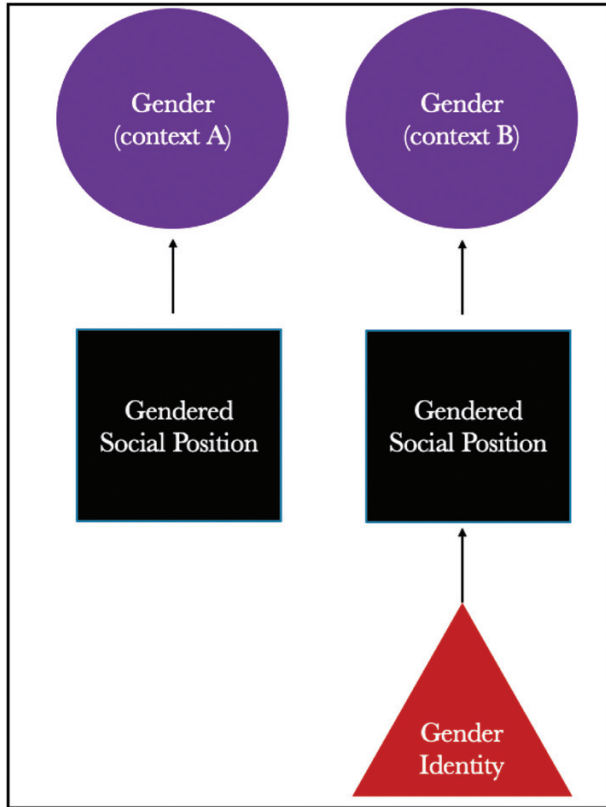 Gender
(context A)
Gender
(context B)
Gendered
Social Position
Gendered
Social Position
Gender
Identity